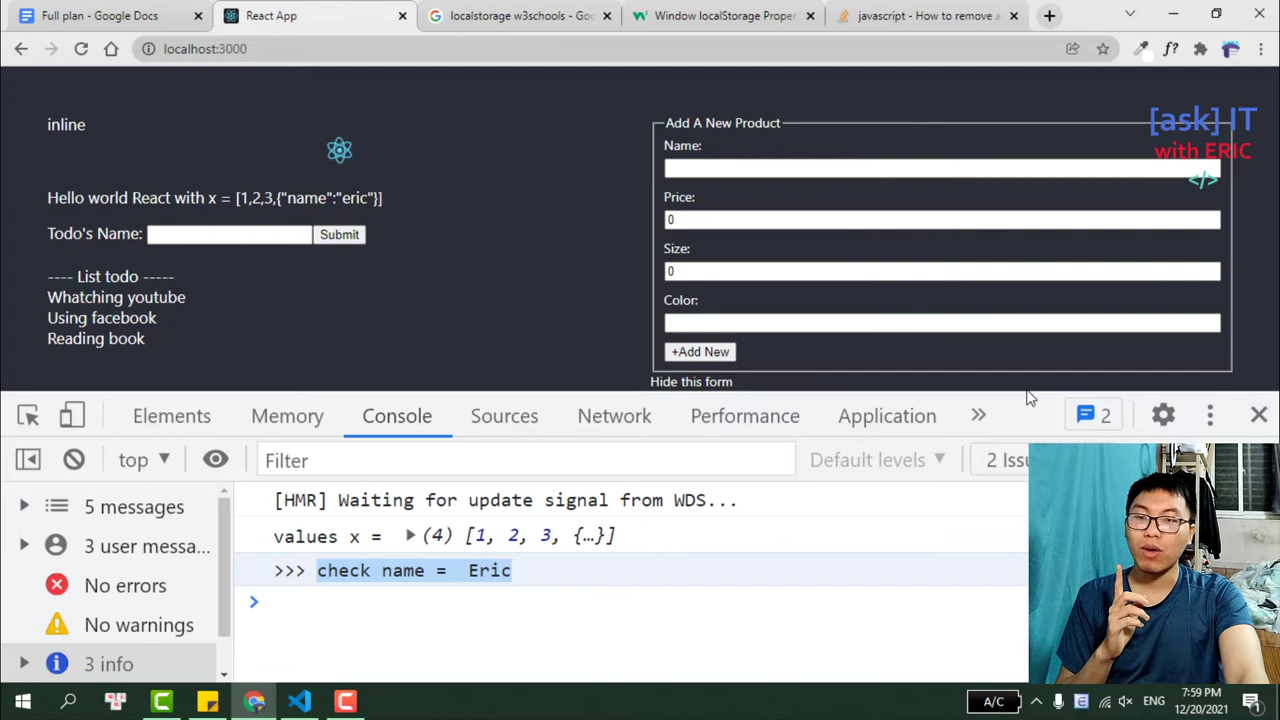 Full plan - Google Docs
React App
localstorage w3schools - Goo
Window localStorage Proper
javascript - How to remove a
localhost:3000
f?
inline
Hello world React with x = [1,2,3,{"name":"eric"}]
Todo's Name:
Submit
---- List todo -----
Whatching youtube
Using facebook
Reading book
Add A New Product
Name:
Price:
0
Size:
0
Color:
+Add New
Hide this form
[ask] IT
with ERIC
</>
Elements
Memory
Console
Sources
Network
Performance
Application
2
top
Filter
Default levels
2 Issu
5 messages
3 user messa...
No errors
No warnings
3 info
[HMR] Waiting for update signal from WDS...
values x = (4) [1, 2, 3, {…}]
>>> check name = Eric
A/C
ENG
7:59 PM
12/20/2021
1